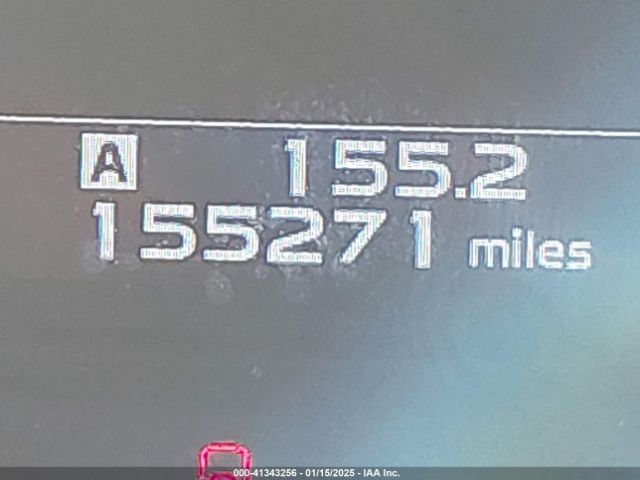 A 155.2
155271 miles
000-41343256 - 01/15/2025 - IAA Inc.